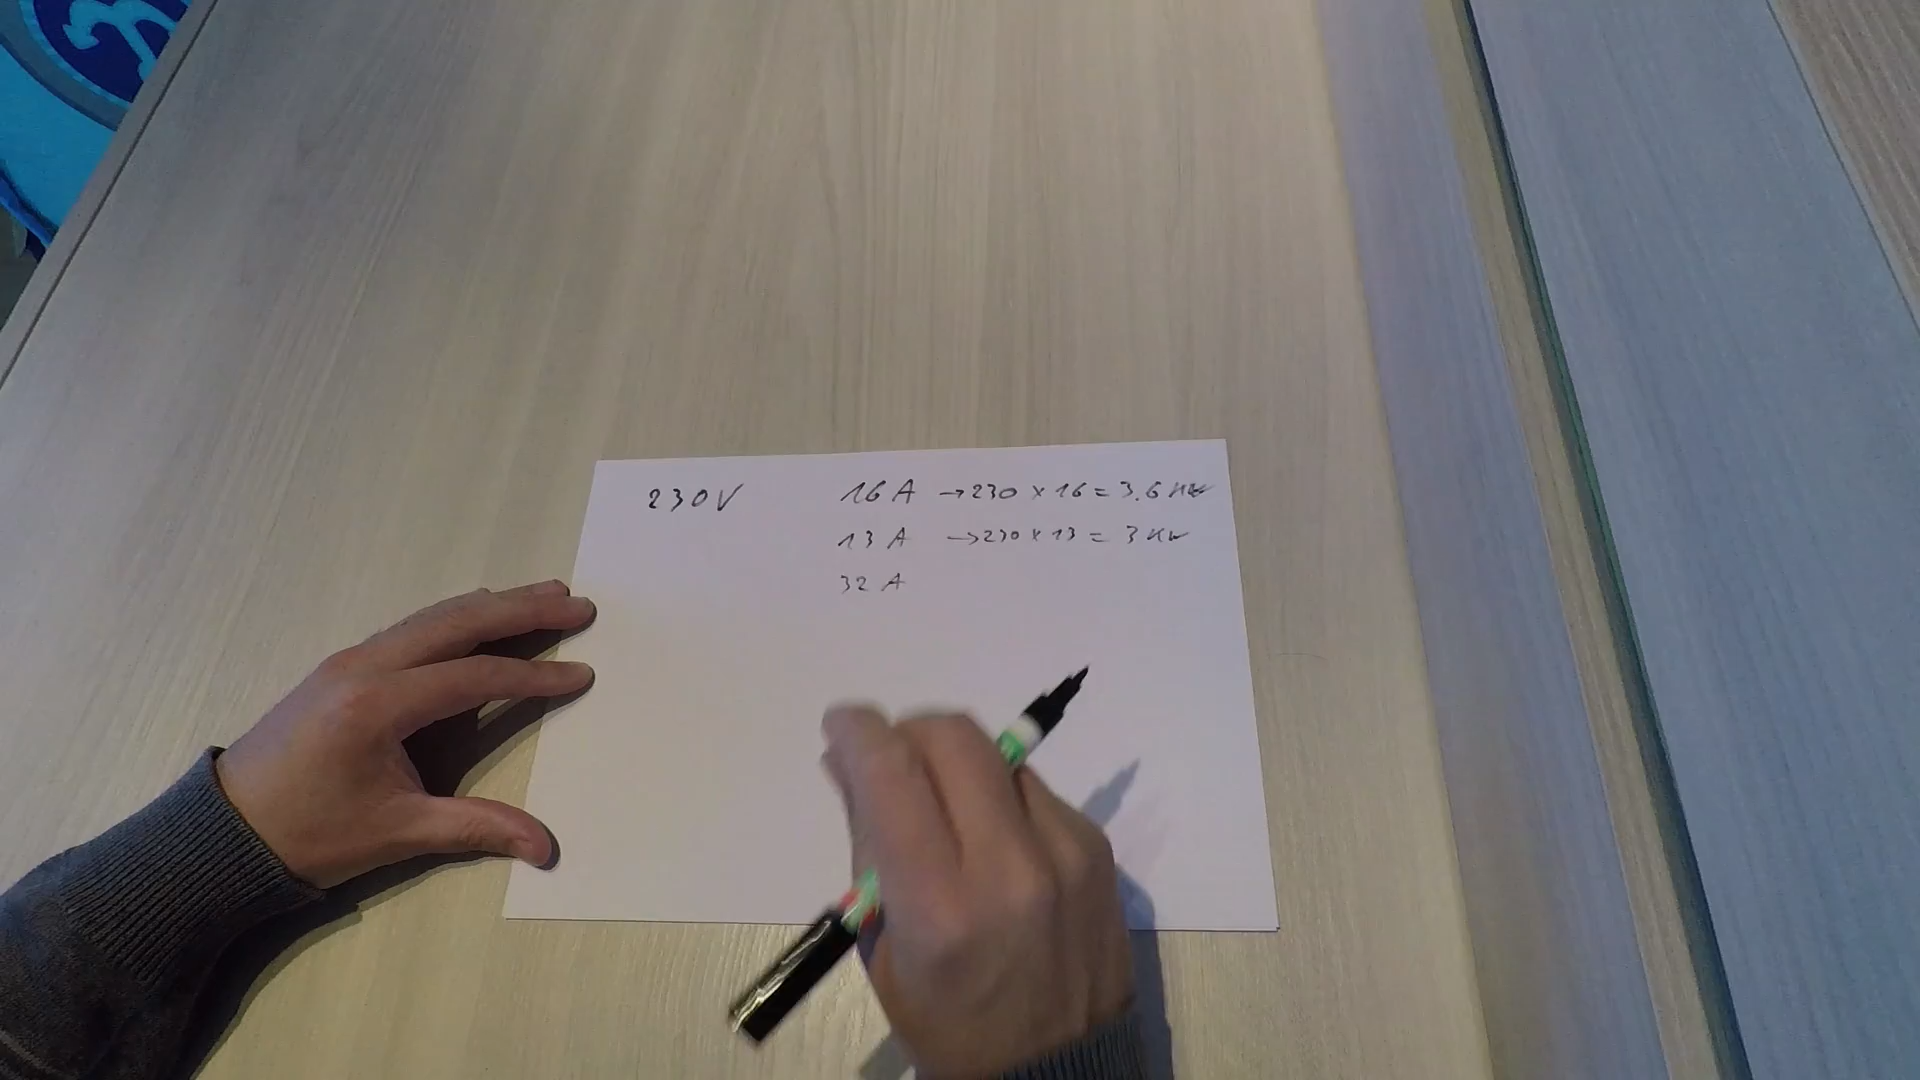 230V 16 A → 230 x 16 = 3.6 KW
13 A → 230 x 13 = 3 KW
32 A